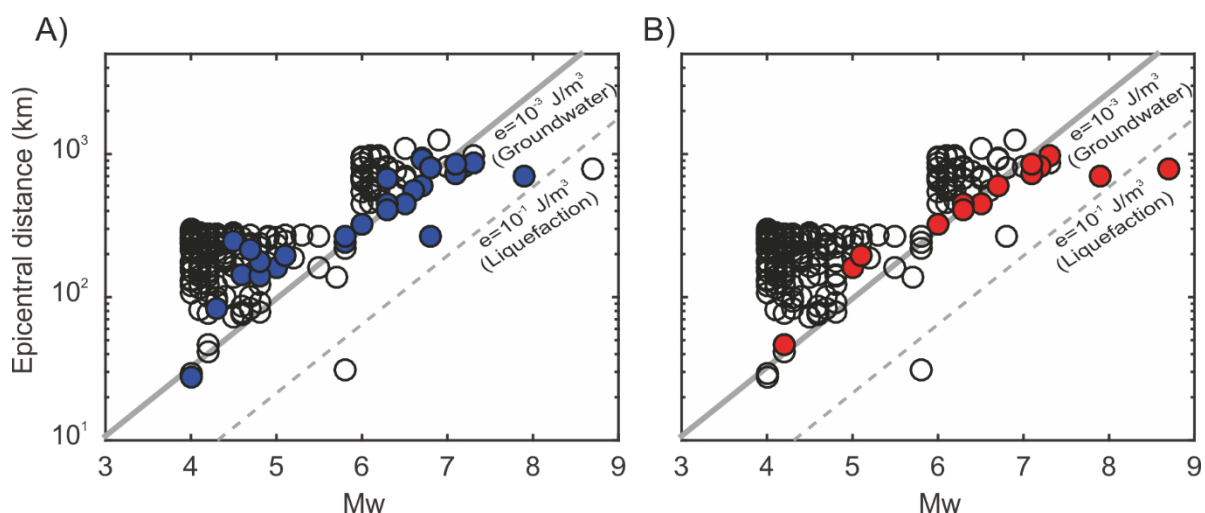 A)
Epicentral distance (km)
10³
10²
10¹
3 4 5 6 7 8 9
Mw
e=10⁻³ J/m³
(Groundwater)
e=10⁻¹ J/m³
(Liquefaction)
B)
3 4 5 6 7 8 9
Mw
e=10⁻³ J/m³
(Groundwater)
e=10⁻¹ J/m³
(Liquefaction)